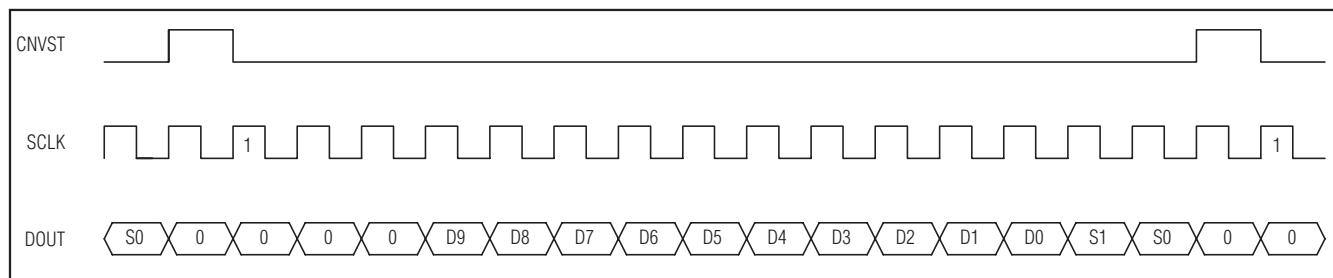 CNVST
SCLK 1 1
DOUT S0 0 0 0 0 D9 D8 D7 D6 D5 D4 D3 D2 D1 D0 S1 S0 0 0